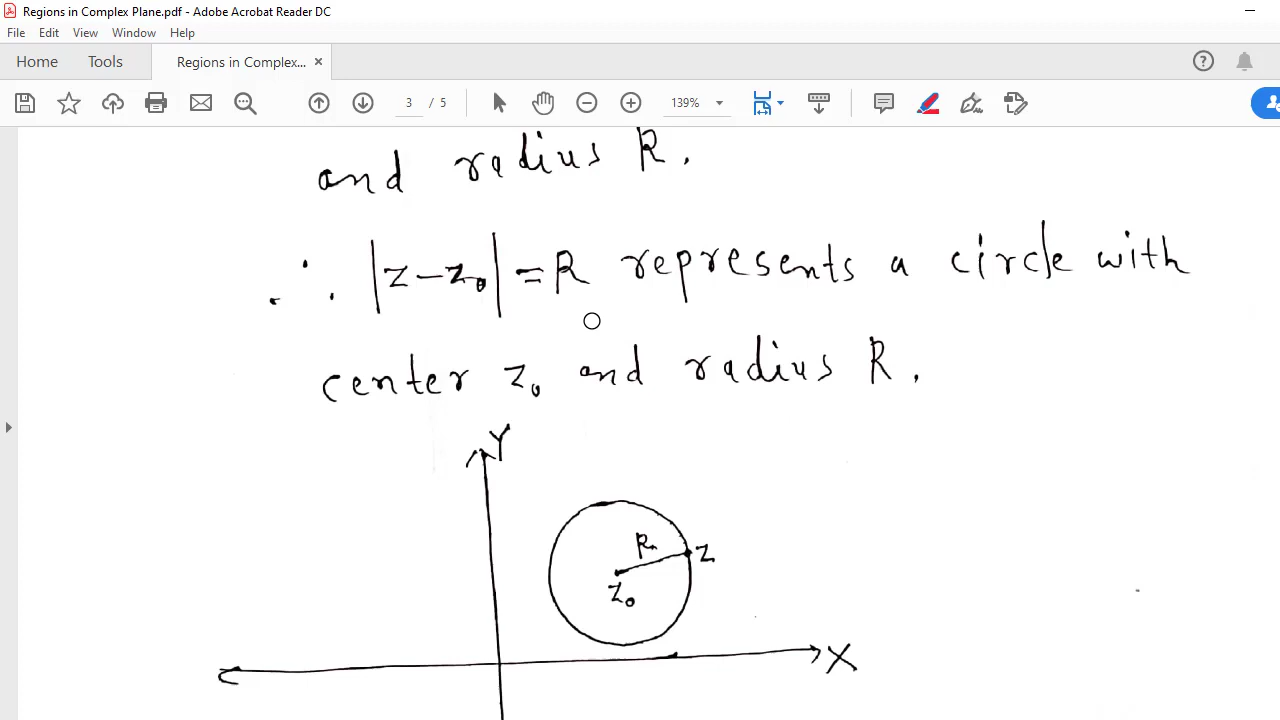 Regions in Complex Plane.pdf - Adobe Acrobat Reader DC
File Edit View Window Help
Home Tools Regions in Complex... ×
3 / 5 139%
and radius R.
∴ |z-z₀| = R represents a circle with
center z₀ and radius R.
Y
R
z
z₀
X